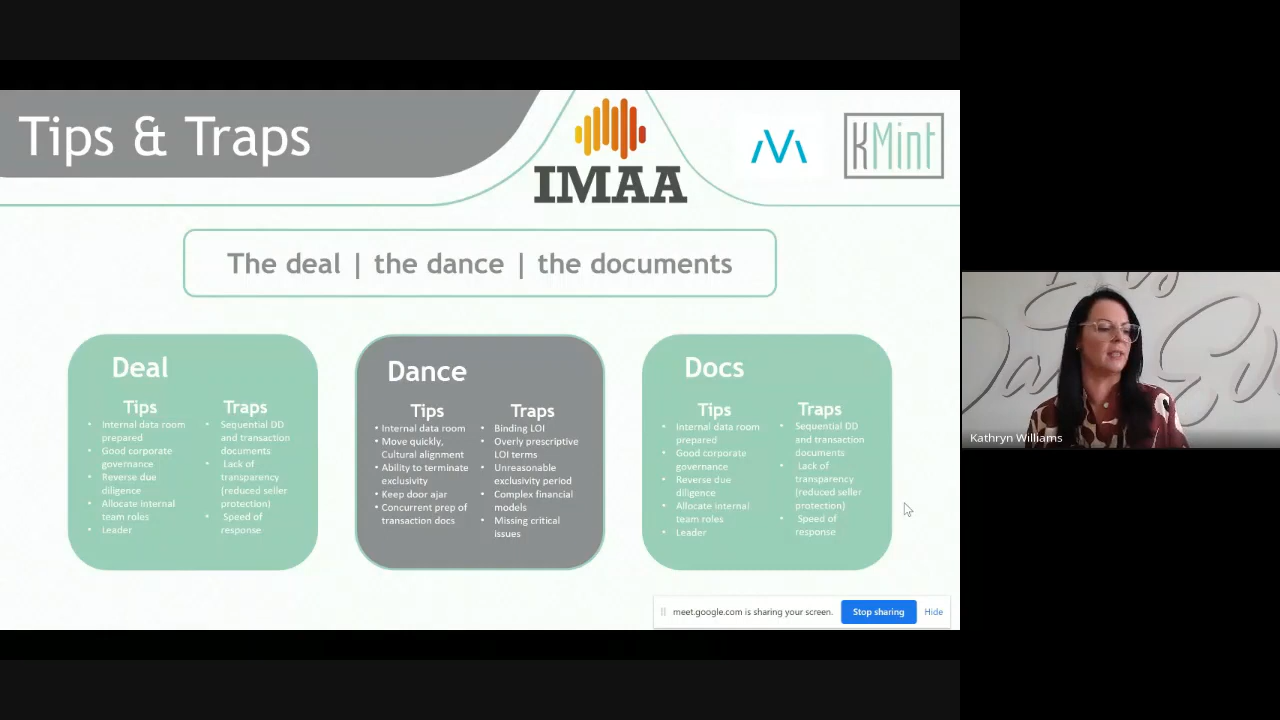 Tips & Traps
IMAA
KMint
The deal | the dance | the documents
Deal
Tips
• Internal data room
prepared
• Good corporate
governance
• Reverse due
diligence
• Allocate internal
team roles
• Leader
Traps
• Sequential DD
and transaction
documents
• Lack of
transparency
(reduced seller
protection)
• Speed of
response
Dance
Tips
• Internal data room
• Move quickly,
Cultural alignment
• Ability to terminate
exclusivity
• Keep door ajar
• Concurrent prep of
transaction docs
Traps
• Binding LOI
• Overly prescriptive
LOI terms
• Unreasonable
exclusivity period
• Complex financial
models
• Missing critical
issues
Docs
Tips
• Internal data room
prepared
• Good corporate
governance
• Reverse due
diligence
• Allocate internal
team roles
• Leader
Traps
• Sequential DD
and transaction
documents
• Lack of
transparency
(reduced seller
protection)
• Speed of
response
meet.google.com is sharing your screen.
Stop sharing
Hide
Kathryn Williams